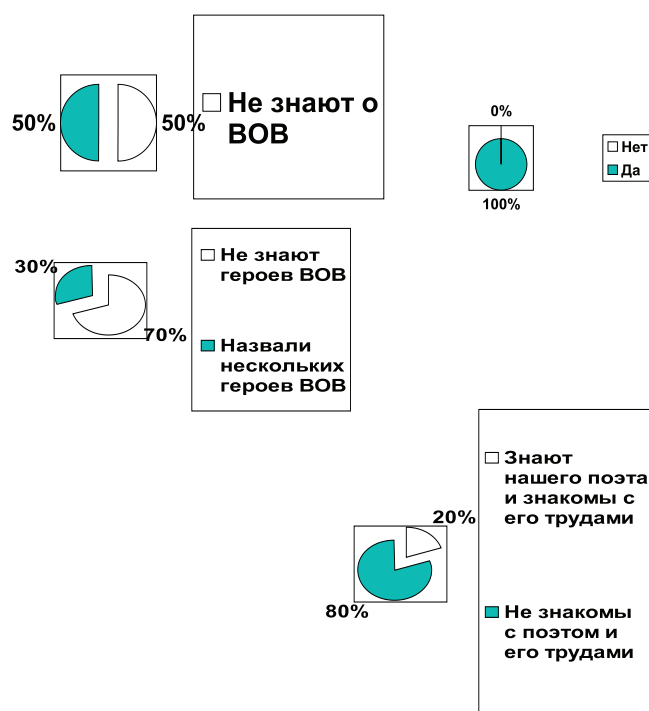 50%
50%
Не знают о
ВОВ
0%
100%
Нет
Да
30%
70%
Не знают
героев ВОВ
Назвали
нескольких
героев ВОВ
20%
80%
Знают
нашего поэта
и знакомы с
его трудами
Не знакомы
с поэтом и
его трудами